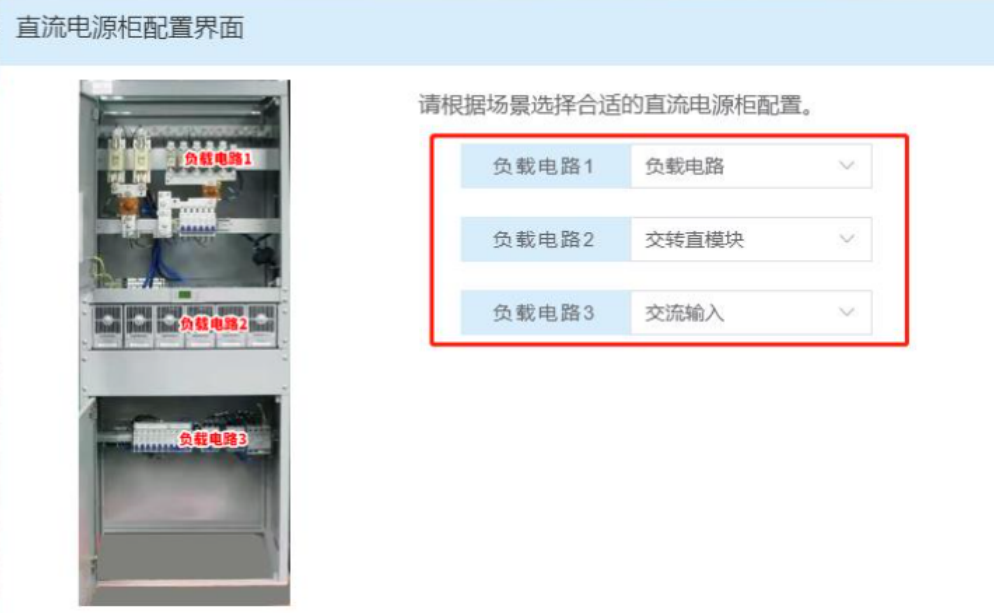 直流电源柜配置界面
请根据场景选择合适的直流电源柜配置。
负载电路1
负载电路1 负载电路
负载电路2 交转直模块
负载电路2
负载电路3 交流输入
负载电路3